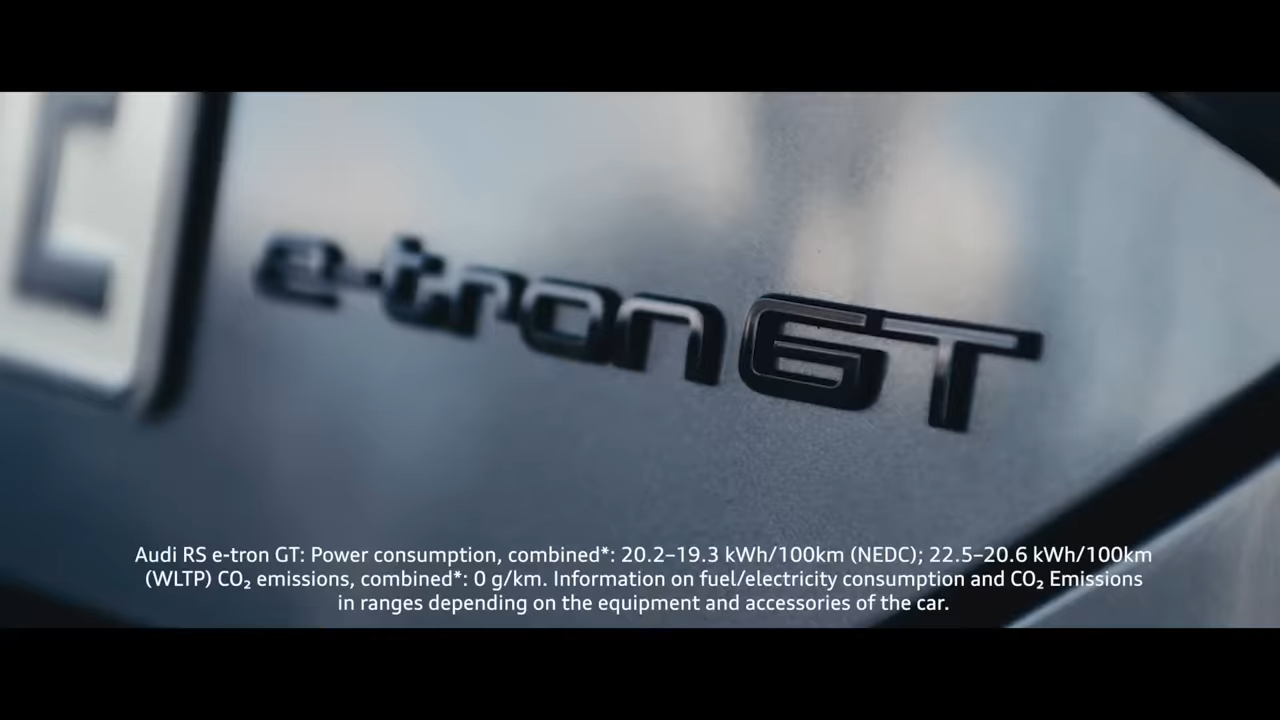 e-tron GT
Audi RS e-tron GT: Power consumption, combined*: 20.2–19.3 kWh/100km (NEDC); 22.5–20.6 kWh/100km
(WLTP) CO₂ emissions, combined*: 0 g/km. Information on fuel/electricity consumption and CO₂ Emissions
in ranges depending on the equipment and accessories of the car.